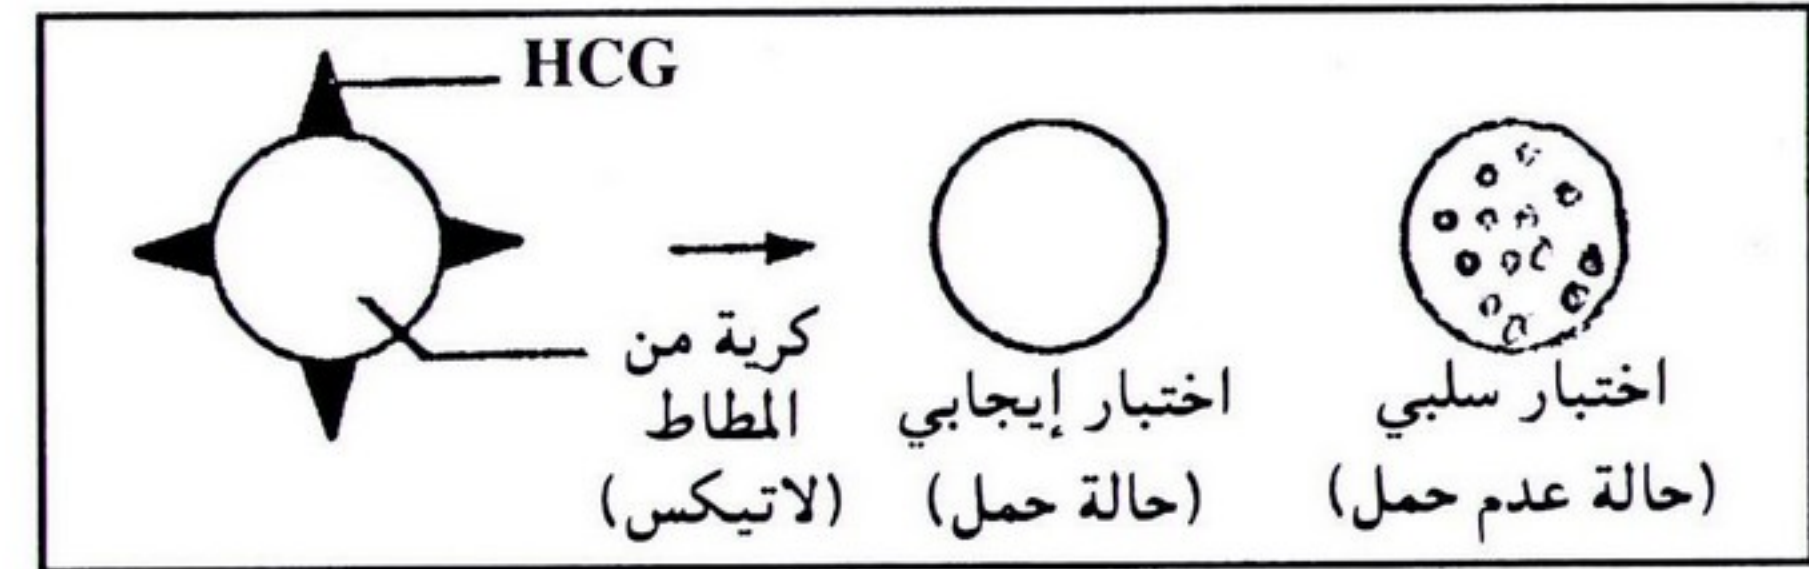 HCG
كرية من
المطاط
(لاتيكس)
اختبار إيجابي
(حالة حمل)
اختبار سلبي
(حالة عدم حمل)